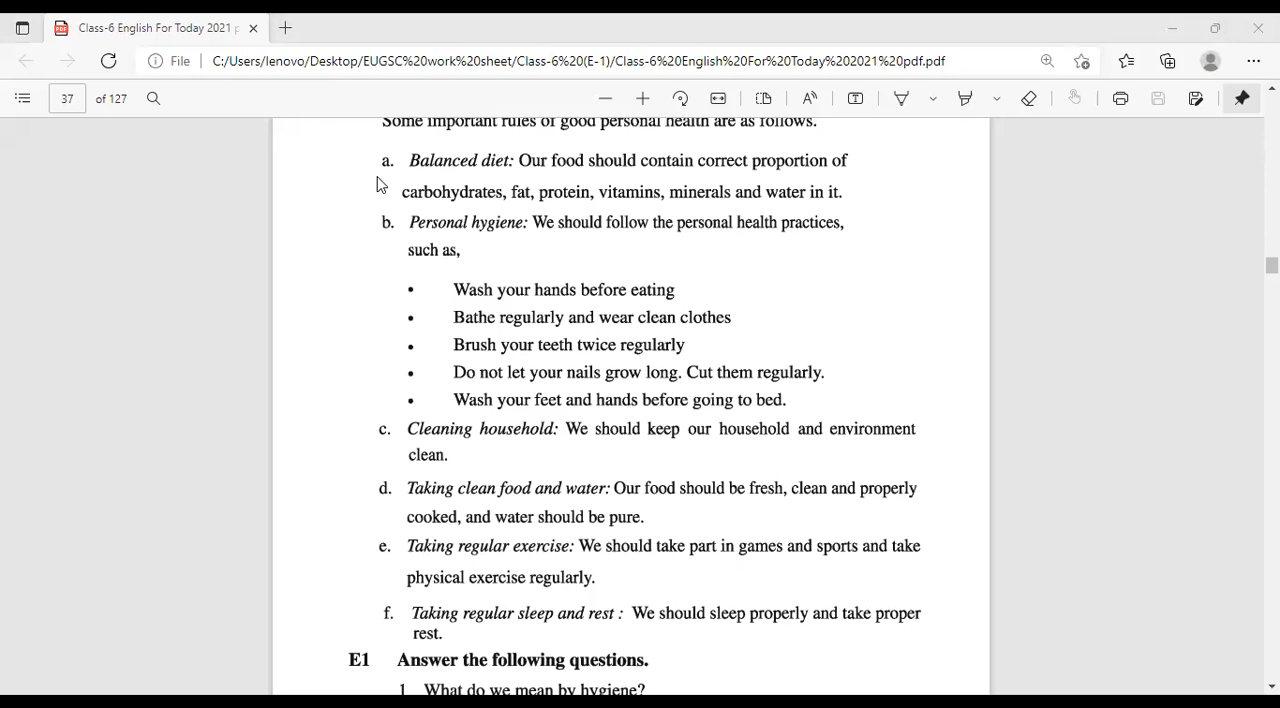 Class-6 English For Today 2021 p
File
C:/Users/lenovo/Desktop/EUGSC%20work%20sheet/Class-6%20(E-1)/Class-6%20English%20For%20Today%202021%20pdf.pdf
37 of 127
Some important rules of good personal health are as follows.
a. Balanced diet: Our food should contain correct proportion of
carbohydrates, fat, protein, vitamins, minerals and water in it.
b. Personal hygiene: We should follow the personal health practices,
such as,
• Wash your hands before eating
• Bathe regularly and wear clean clothes
• Brush your teeth twice regularly
• Do not let your nails grow long. Cut them regularly.
• Wash your feet and hands before going to bed.
c. Cleaning household: We should keep our household and environment
clean.
d. Taking clean food and water: Our food should be fresh, clean and properly
cooked, and water should be pure.
e. Taking regular exercise: We should take part in games and sports and take
physical exercise regularly.
f. Taking regular sleep and rest : We should sleep properly and take proper
rest.
E1 Answer the following questions.
1 What do we mean by hygiene?